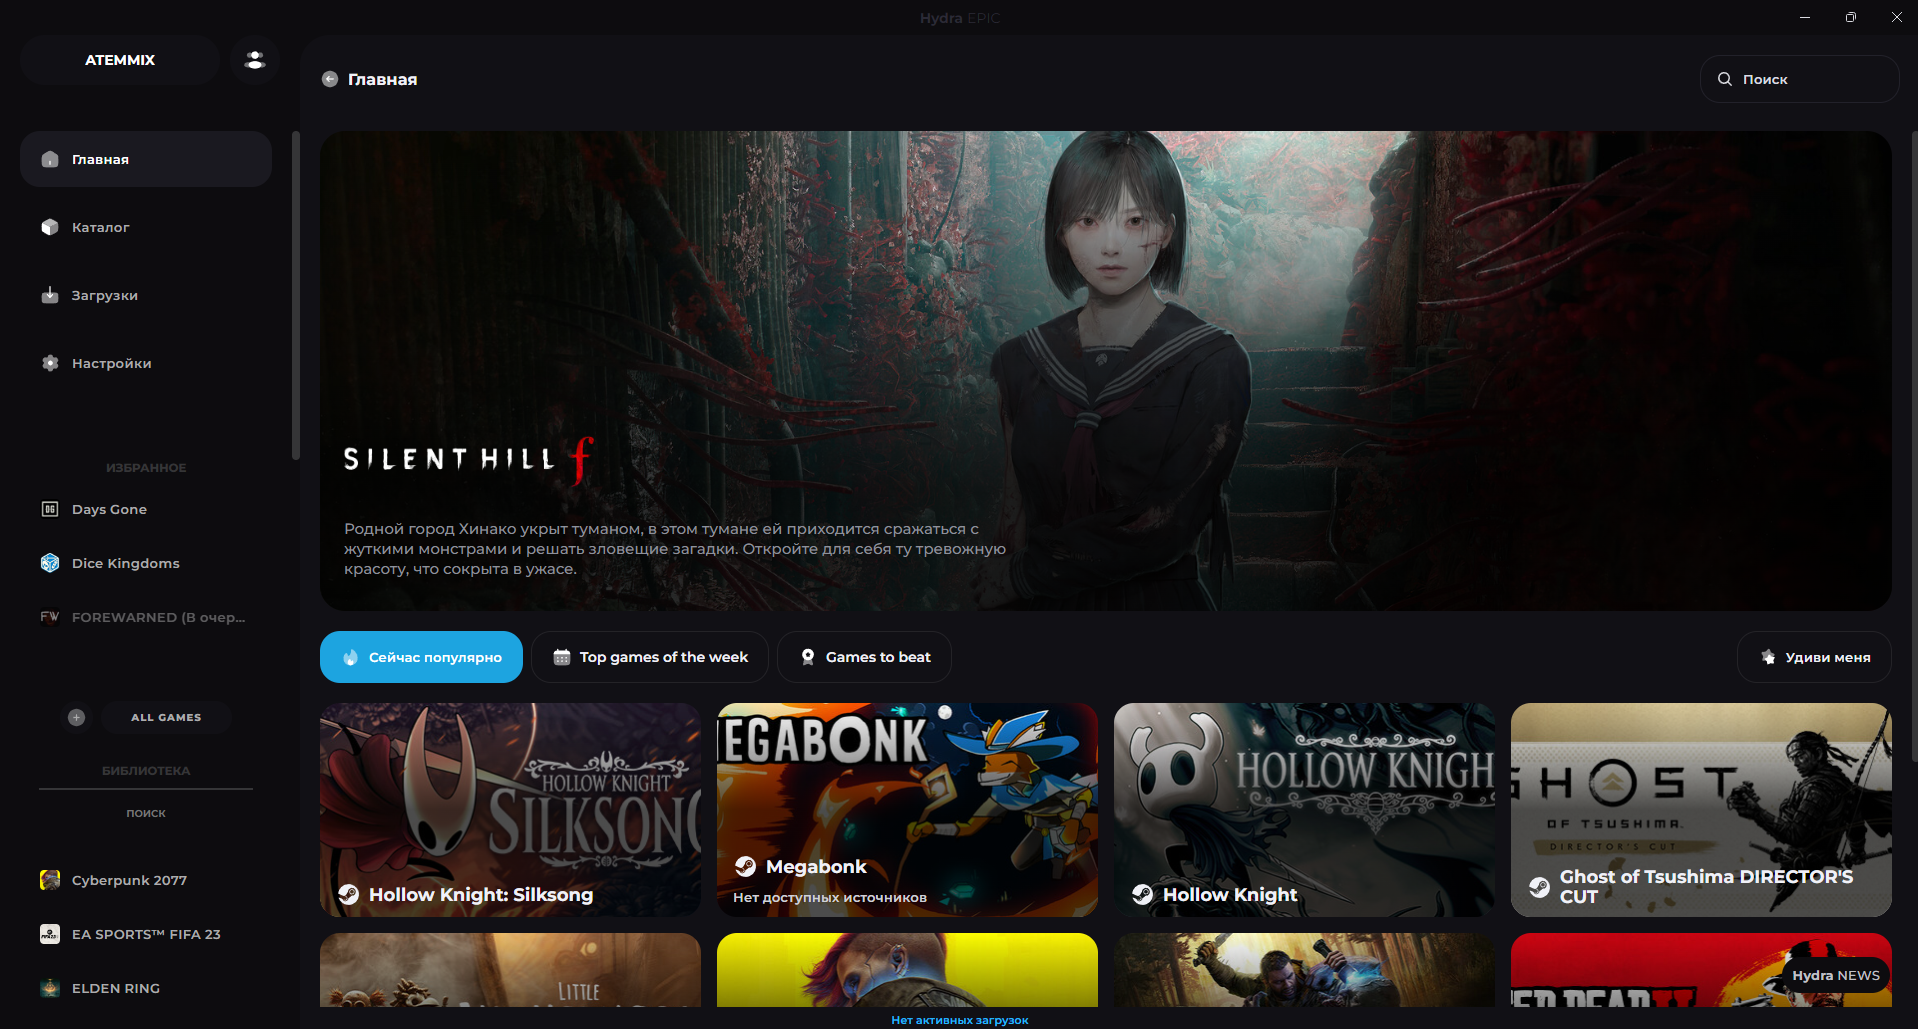 Hydra EPIC
ATEMMIX
Главная
Поиск
Главная
Каталог
Загрузки
Настройки
ИЗБРАННОЕ
Days Gone
Dice Kingdoms
FOREWARNED (В очер...
ALL GAMES
БИБЛИОТЕКА
ПОИСК
Cyberpunk 2077
EA SPORTS™ FIFA 23
ELDEN RING
SILENT HILL f
Родной город Хинако укрыт туманом, в этом тумане ей приходится сражаться с
жуткими монстрами и решать зловещие загадки. Откройте для себя ту тревожную
красоту, что сокрыта в ужасе.
Сейчас популярно
Top games of the week
Games to beat
Удиви меня
HOLLOW KNIGHT
SILKSONG
Hollow Knight: Silksong
MEGABONK
Megabonk
Нет доступных источников
HOLLOW KNIGH
Hollow Knight
GHOST
OF TSUSHIMA
DIRECTOR'S CUT
Ghost of Tsushima DIRECTOR'S
CUT
LITTLE
RED DEAD
Hydra NEWS
Нет активных загрузок